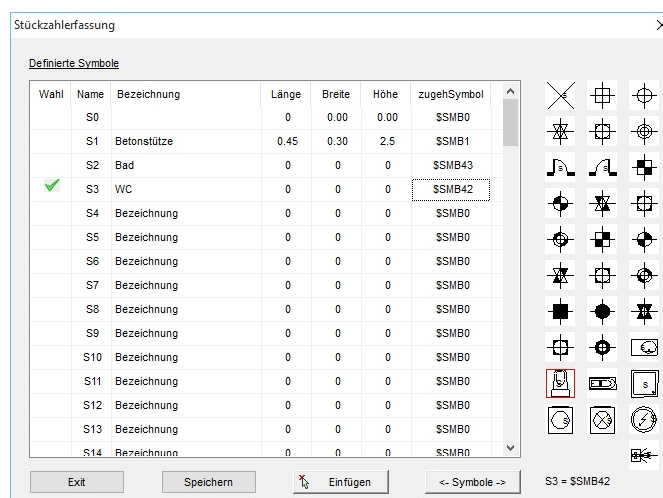 Stückzahlerfassung
Definierte Symbole
Wahl Name Bezeichnung Länge Breite Höhe zugehSymbol
S0 0 0.00 0.00 $SMB0
S1 Betonstütze 0.45 0.30 2.5 $SMB1
S2 Bad 0 0 0 $SMB43
S3 WC 0 0 0 $SMB42
S4 Bezeichnung 0 0 0 $SMB0
S5 Bezeichnung 0 0 0 $SMB0
S6 Bezeichnung 0 0 0 $SMB0
S7 Bezeichnung 0 0 0 $SMB0
S8 Bezeichnung 0 0 0 $SMB0
S9 Bezeichnung 0 0 0 $SMB0
S10 Bezeichnung 0 0 0 $SMB0
S11 Bezeichnung 0 0 0 $SMB0
S12 Bezeichnung 0 0 0 $SMB0
S13 Bezeichnung 0 0 0 $SMB0
S14 Bezeichnung 0 0 0 $SMB0
Exit Speichern Einfügen <- Symbole -> S3 = $SMB42